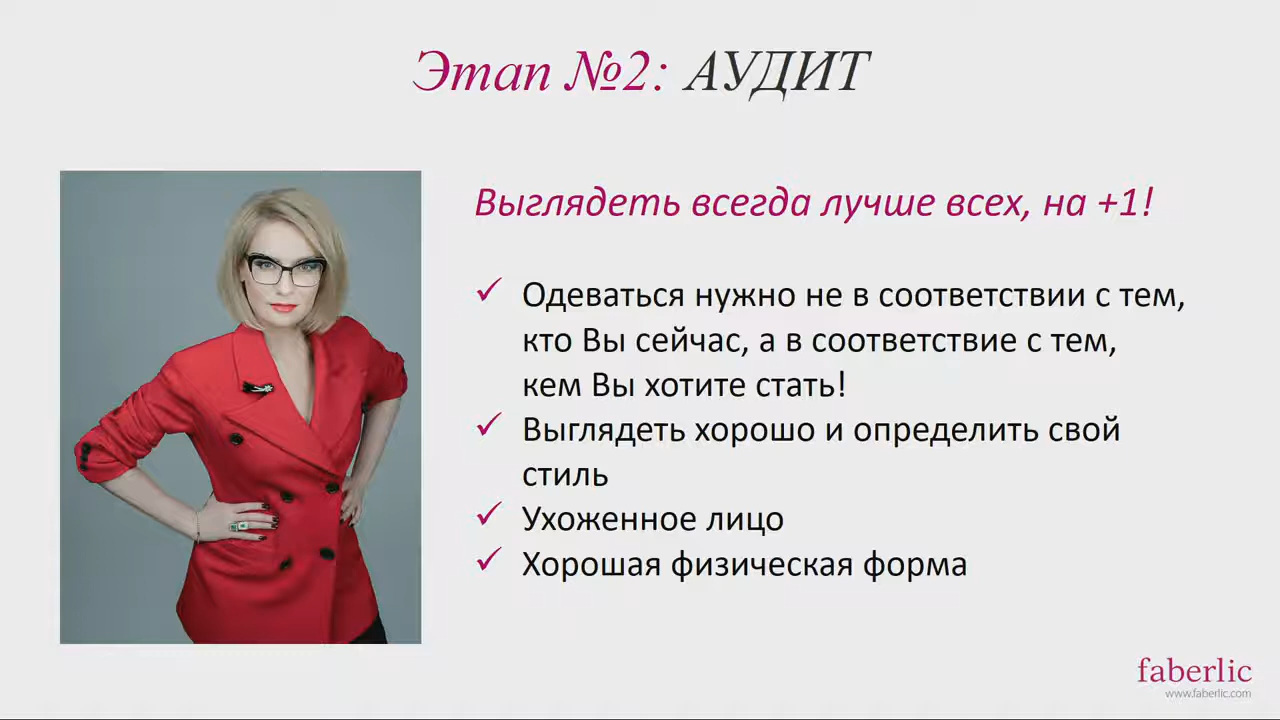 Этап №2: АУДИТ
Выглядеть всегда лучше всех, на +1!
Одеваться нужно не в соответствии с тем,
кто Вы сейчас, а в соответствие с тем,
кем Вы хотите стать!
Выглядеть хорошо и определить свой
стиль
Ухоженное лицо
Хорошая физическая форма
faberlic
www.faberlic.com